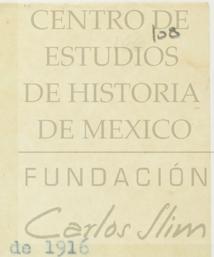 CENTRO DE
108
ESTUDIOS
DE HISTORIA
DE MEXICO
FUNDACIÓN
Carlos Slim
de 1916